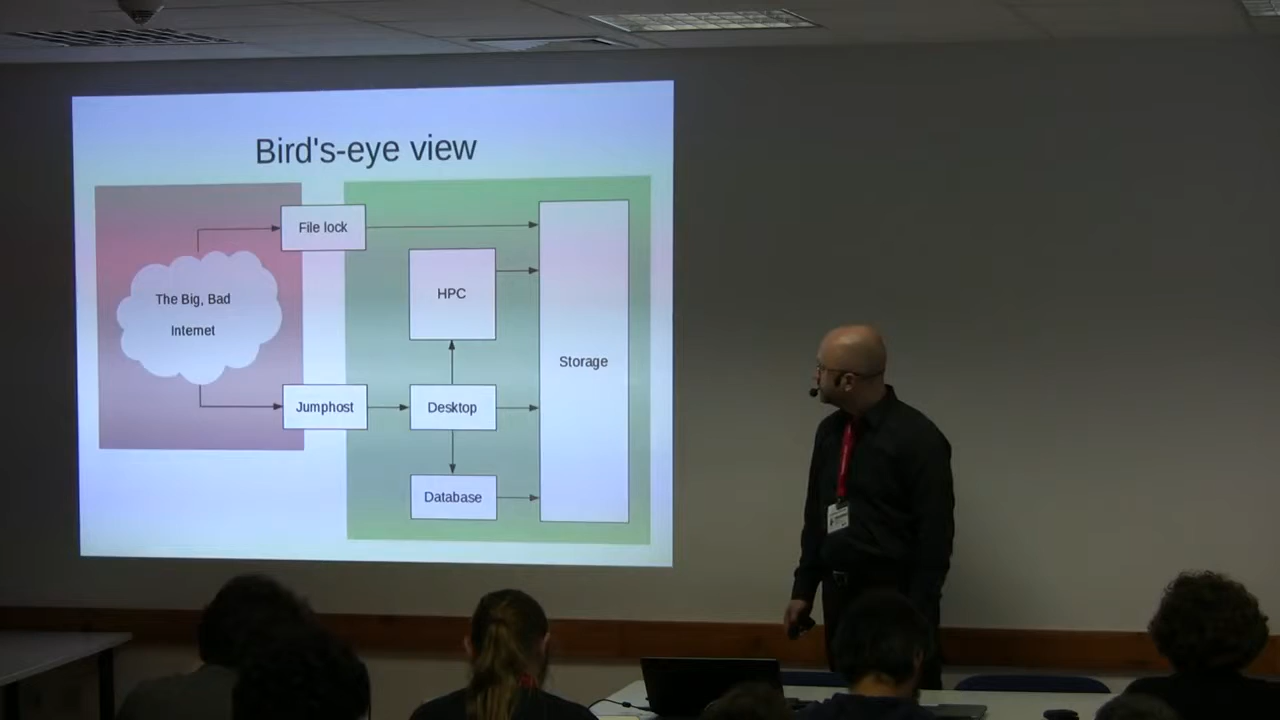 Bird's-eye view
File lock
HPC
The Big, Bad
Internet
Storage
Jumphost
Desktop
Database